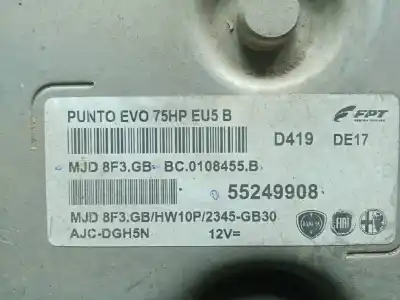 PUNTO EVO 75HP EU5 B
FPT
D419 DE17
MJD 8F3.GB BC.0108455.B
55249908
MJD 8F3.GB/HW10P/2345-GB30
AJC-DGH5N 12V=
FIAT